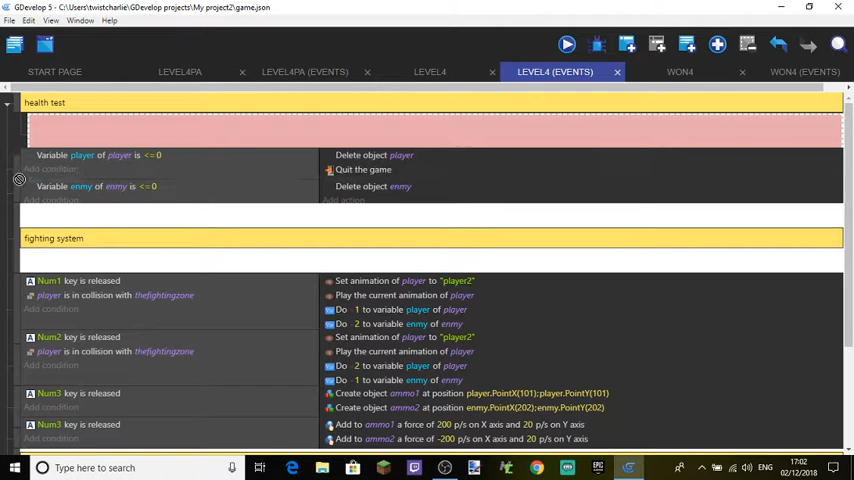 GDevelop 5 - C:\Users\twistcharlie\GDevelop projects\My project2\game.json
File Edit View Window
START PAGE LEVEL4PA LEVEL4PA (EVENTS) LEVEL4 LEVEL4 (EVENTS) WON4 WON4 (EVENTS)
health test
Variable player of player is <=0 Delete object player
Add condition Quit the game
Variable enmy of enmy is <=0 Delete object enmy
Add condition Add action
fighting system
Num1 key is released Set animation of player to "player2"
player is in collision with thefightingzone Play the current animation of player
Add condition Do - 1 to variable player of player
Do - 2 to variable enmy of enmy
Num2 key is released Set animation of player to "player2"
player is in collision with thefightingzone Play the current animation of player
Add condition Do - 2 to variable player of player
Do - 1 to variable enmy of enmy
Num3 key is released Create object ammo1 at position player.PointX(101);player.PointY(101)
Add condition Create object ammo2 at position enmy.PointX(202);enmy.PointY(202)
Num3 key is released Add to ammo1 a force of 200 p/s on X axis and 20 p/s on Y axis
Add condition Add to ammo2 a force of -200 p/s on X axis and 20 p/s on Y axis
Type here to search ENG 17:02
02/12/2018